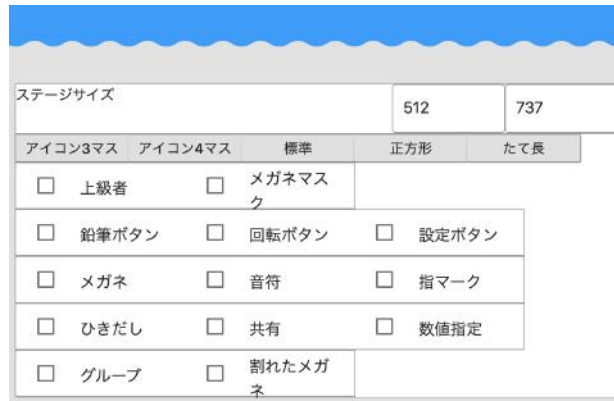 ステージサイズ 512 737
アイコン3マス アイコン4マス 標準 正方形 たて長
上級者 メガネマス
ク
鉛筆ボタン 回転ボタン 設定ボタン
メガネ 音符 指マーク
ひきだし 共有 数値指定
グループ 割れたメガ
ネ